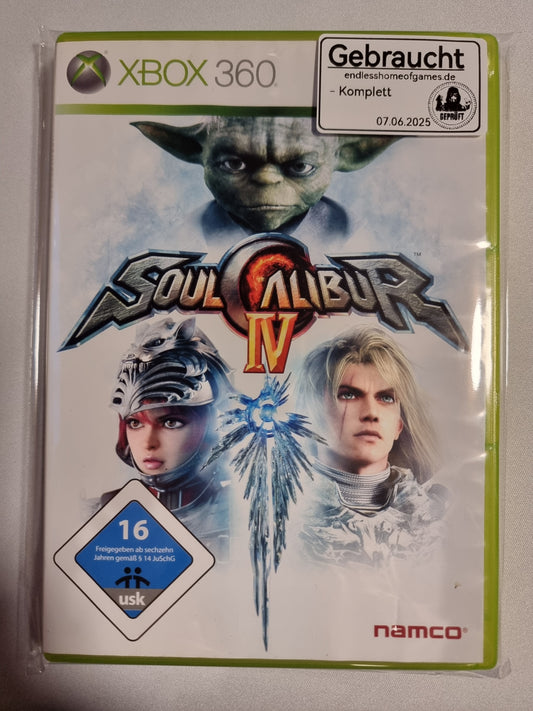 XBOX 360
Gebraucht
endlesshomeofgames.de
- Komplett
GEPRÜFT
07.06.2025
SOULCALIBUR
TM
IV
16
Freigegeben ab sechzehn
Jahren gemäß § 14 JuSchG
usk
namco®